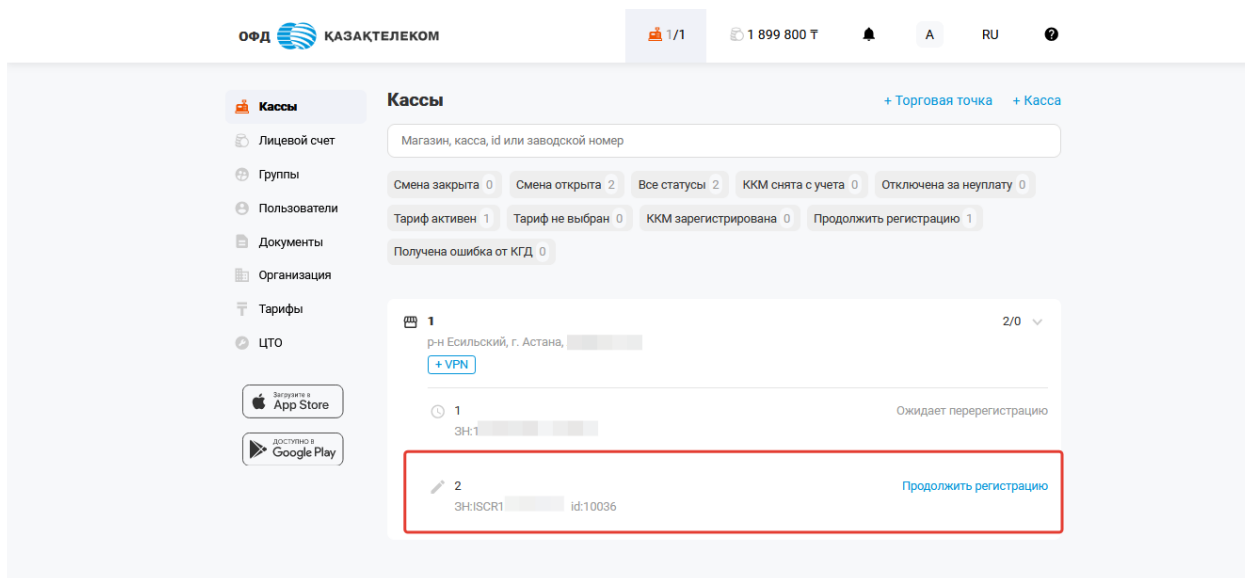 ОФД ҚАЗАҚТЕЛЕКОМ 1/1 1 899 800 ₸ A RU
Кассы
Лицевой счет
Группы
Пользователи
Документы
Организация
Тарифы
ЦТО
Загрузите в
App Store
ДОСТУПНО В
Google Play
Кассы + Торговая точка + Касса
Магазин, касса, id или заводской номер
Смена закрыта 0 Смена открыта 2 Все статусы 2 ККМ снята с учета 0 Отключена за неуплату 0
Тариф активен 1 Тариф не выбран 0 ККМ зарегистрирована 0 Продолжить регистрацию 1
Получена ошибка от КГД 0
1 2/0
р-н Есильский, г. Астана,
+ VPN
1 Ожидает перерегистрацию
ЗН:1
2 Продолжить регистрацию
ЗН:ISCR1 id:10036